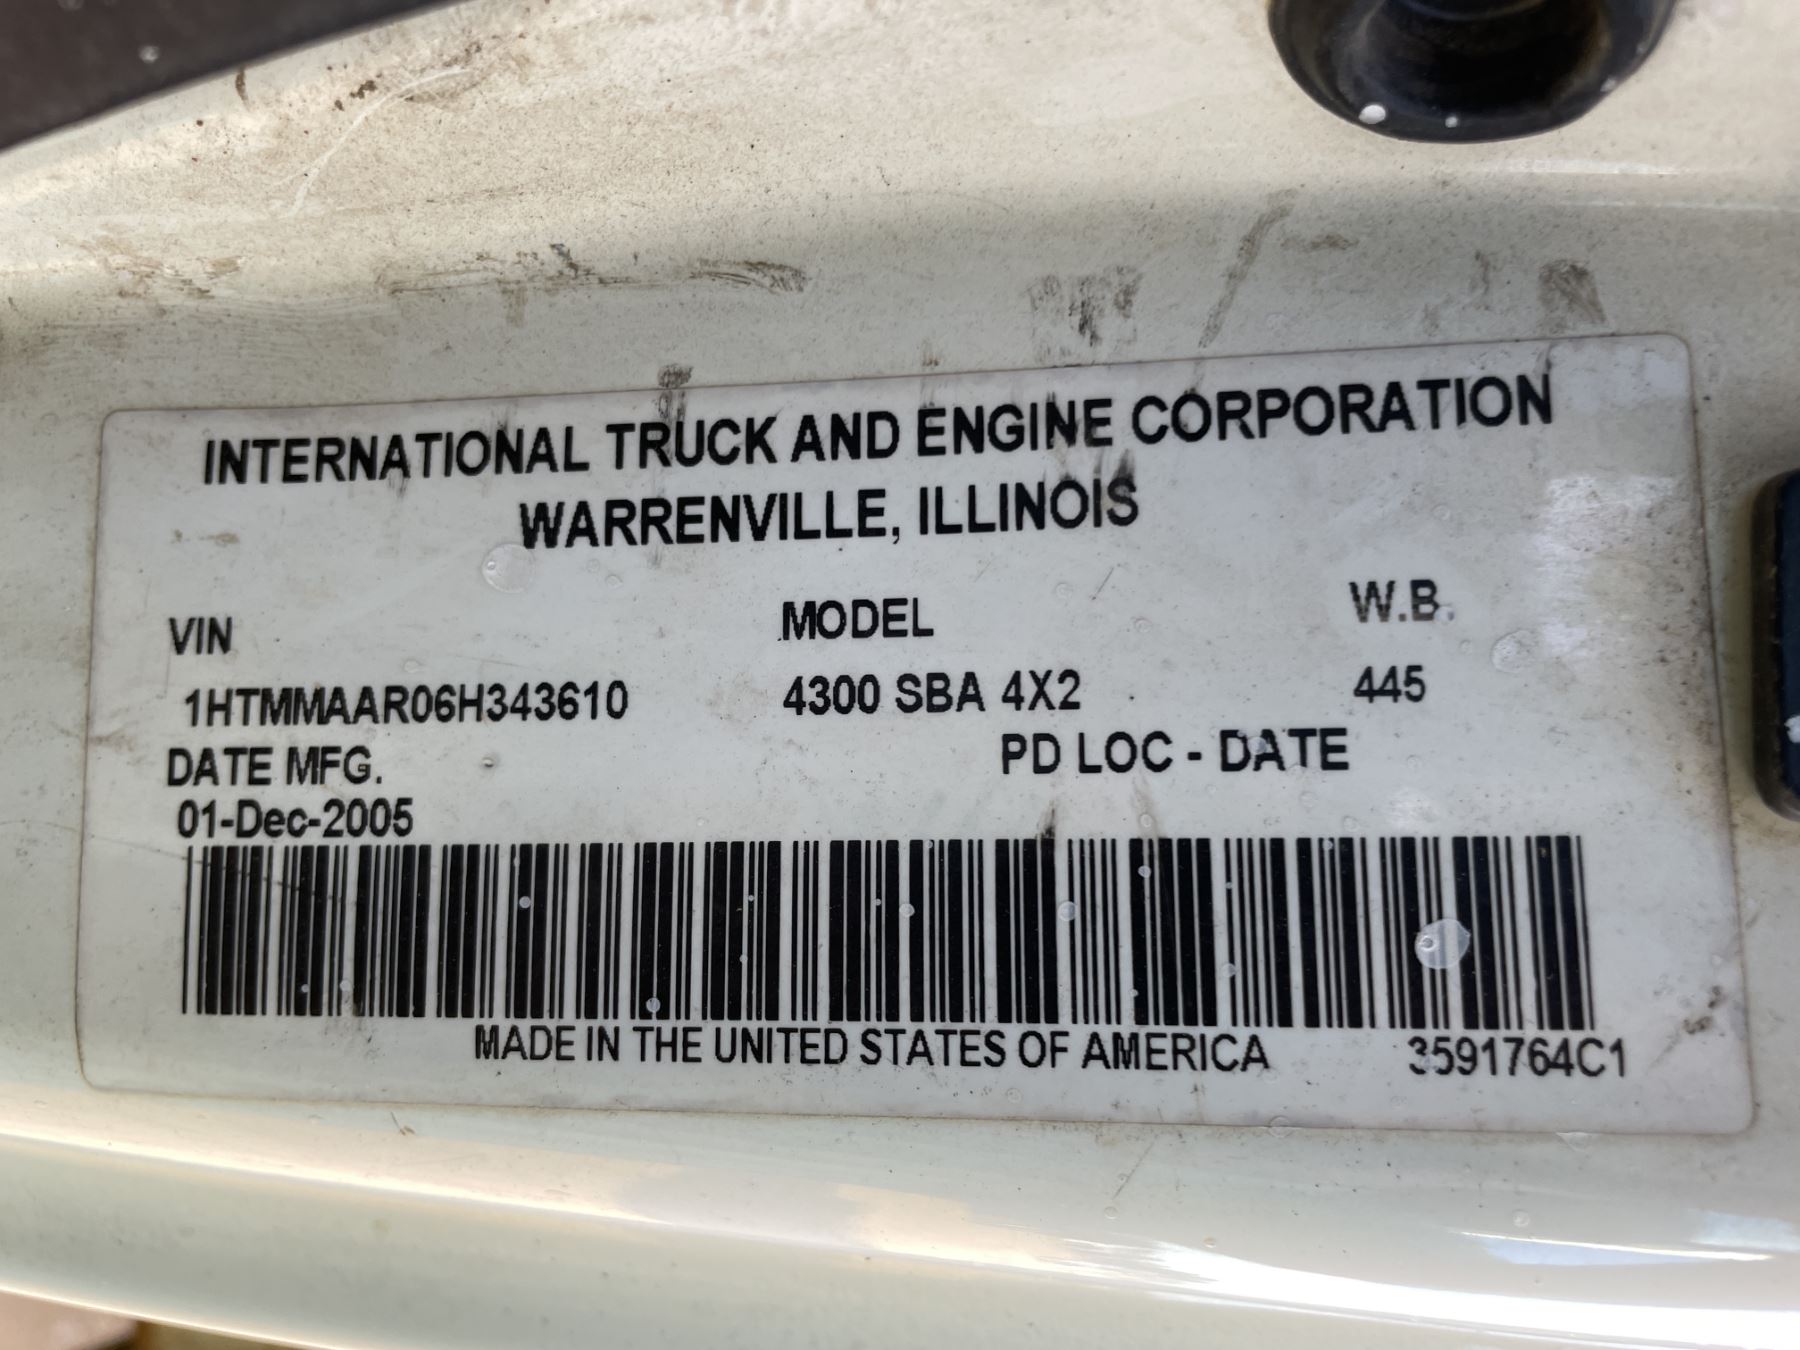 INTERNATIONAL TRUCK AND ENGINE CORPORATION
WARRENVILLE, ILLINOIS
VIN MODEL W.B.
1HTMMAAR06H343610 4300 SBA 4X2 445
DATE MFG. PD LOC - DATE
01-Dec-2005
MADE IN THE UNITED STATES OF AMERICA 3591764C1